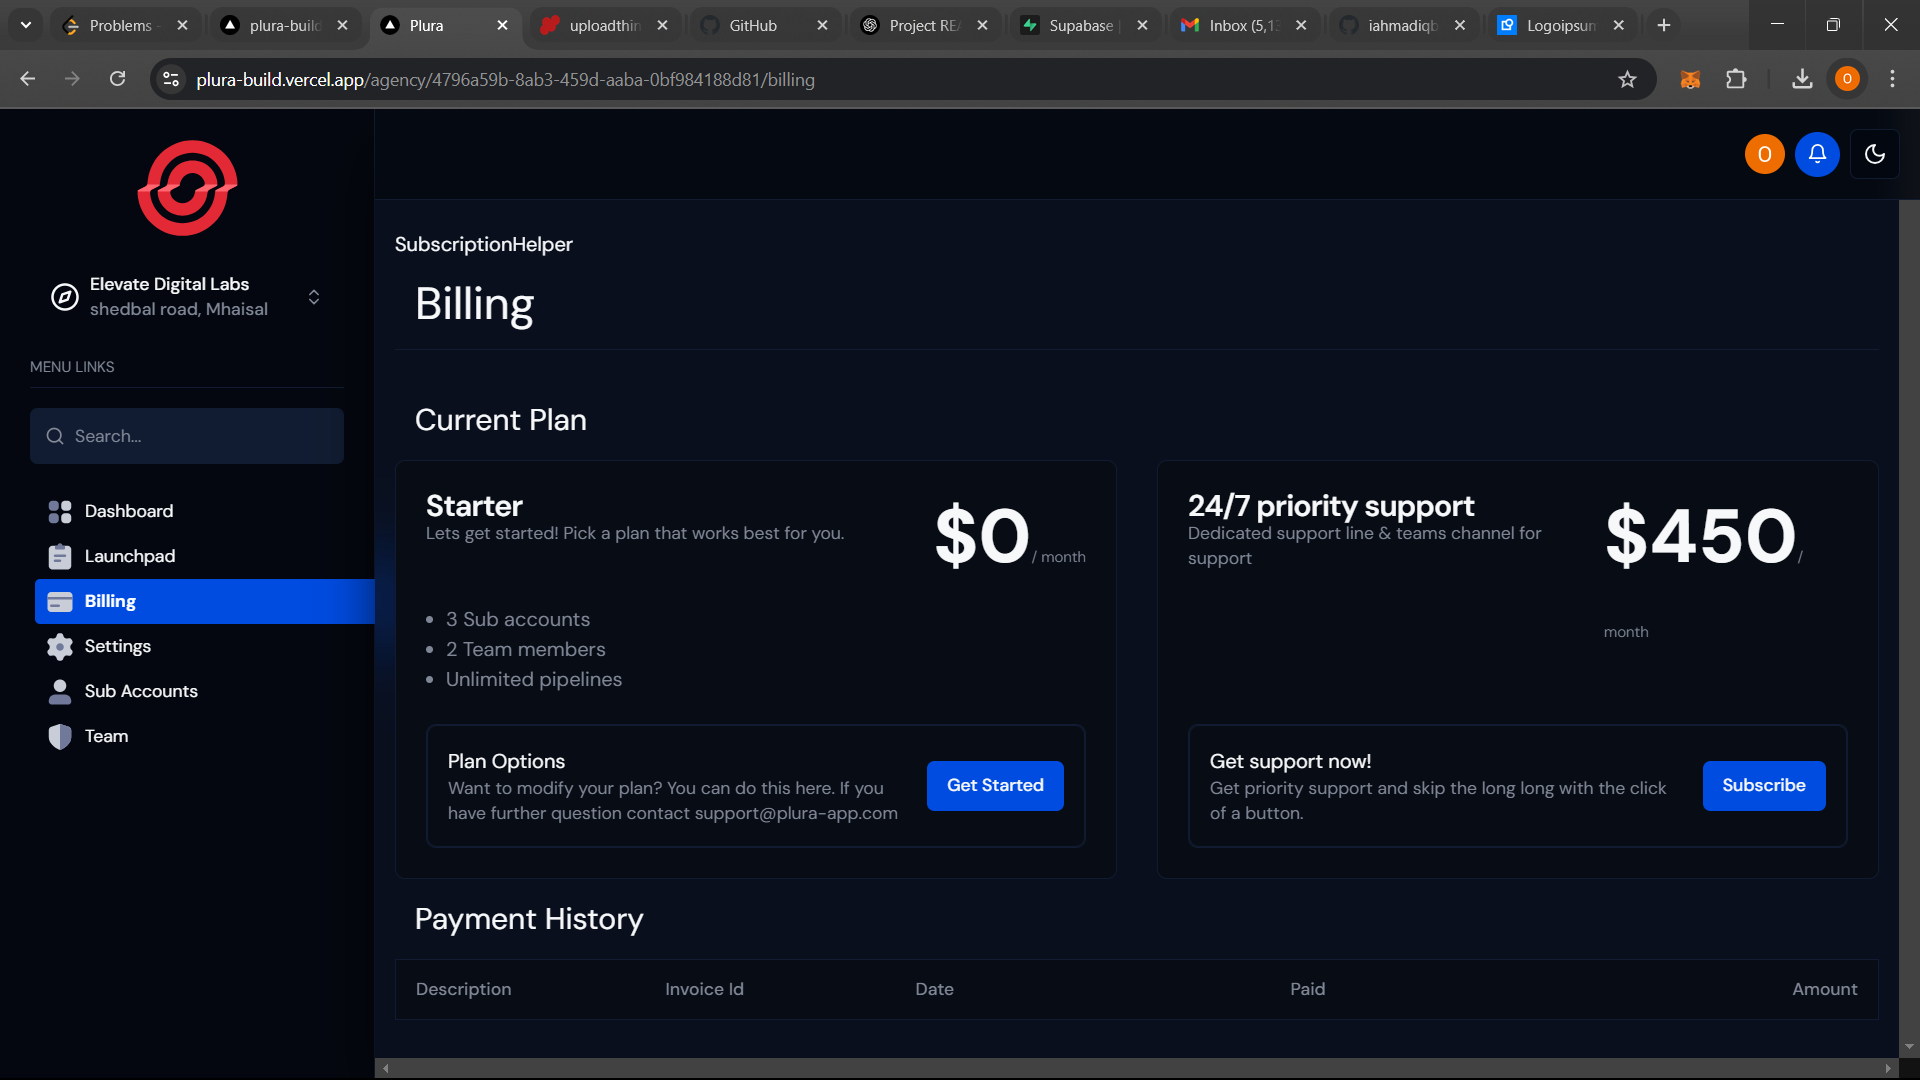 Problems -
plura-build
Plura
uploadthin
GitHub
Project REA
Supabase |
Inbox (5,13
iahmadiqb
Logoipsum
plura-build.vercel.app/agency/4796a59b-8ab3-459d-aaba-0bf984188d81/billing
O
O
Elevate Digital Labs
shedbal road, Mhaisal
MENU LINKS
Search...
Dashboard
Launchpad
Billing
Settings
Sub Accounts
Team
SubscriptionHelper
Billing
Current Plan
Starter
Lets get started! Pick a plan that works best for you.
$0 / month
3 Sub accounts
2 Team members
Unlimited pipelines
Plan Options
Want to modify your plan? You can do this here. If you
have further question contact support@plura-app.com
Get Started
24/7 priority support
Dedicated support line & teams channel for
support
$450 /
month
Get support now!
Get priority support and skip the long long with the click
of a button.
Subscribe
Payment History
Description Invoice Id Date Paid Amount